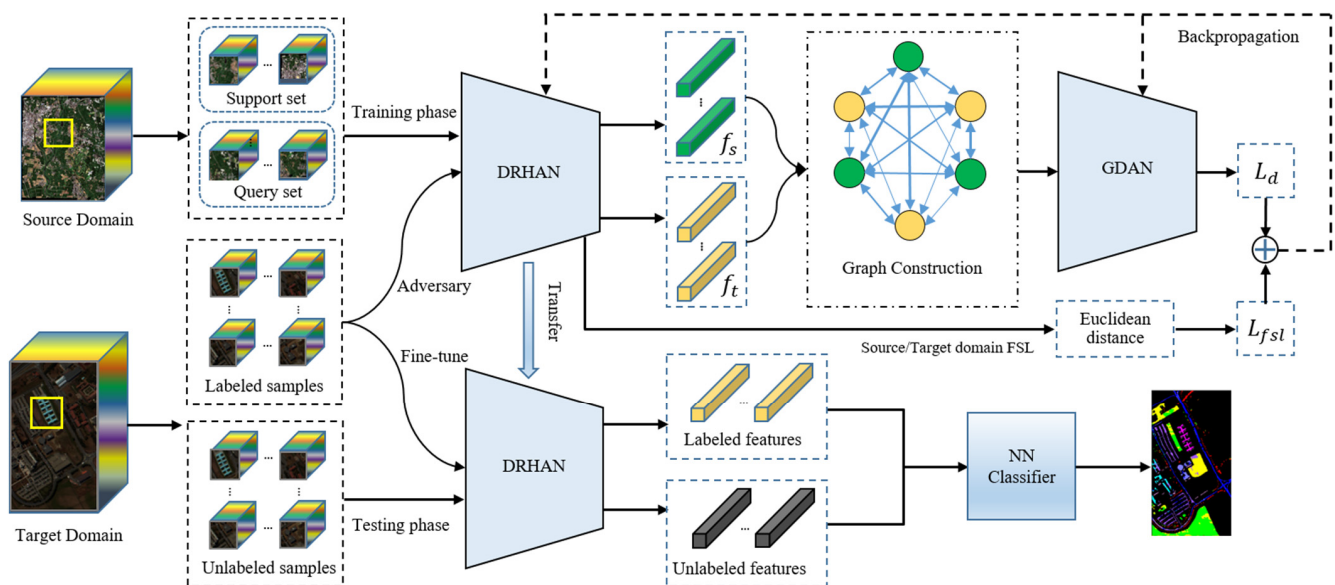 Backpropagation
Support set
Query set
Source Domain
Training phase
DRHAN
f_s
f_t
Graph Construction
GDAN
L_d
Adversary
Transfer
Fine-tune
Labeled samples
Source/Target domain FSL
Euclidean
distance
L_fsl
Target Domain
Unlabeled samples
Testing phase
DRHAN
Labeled features
Unlabeled features
NN
Classifier